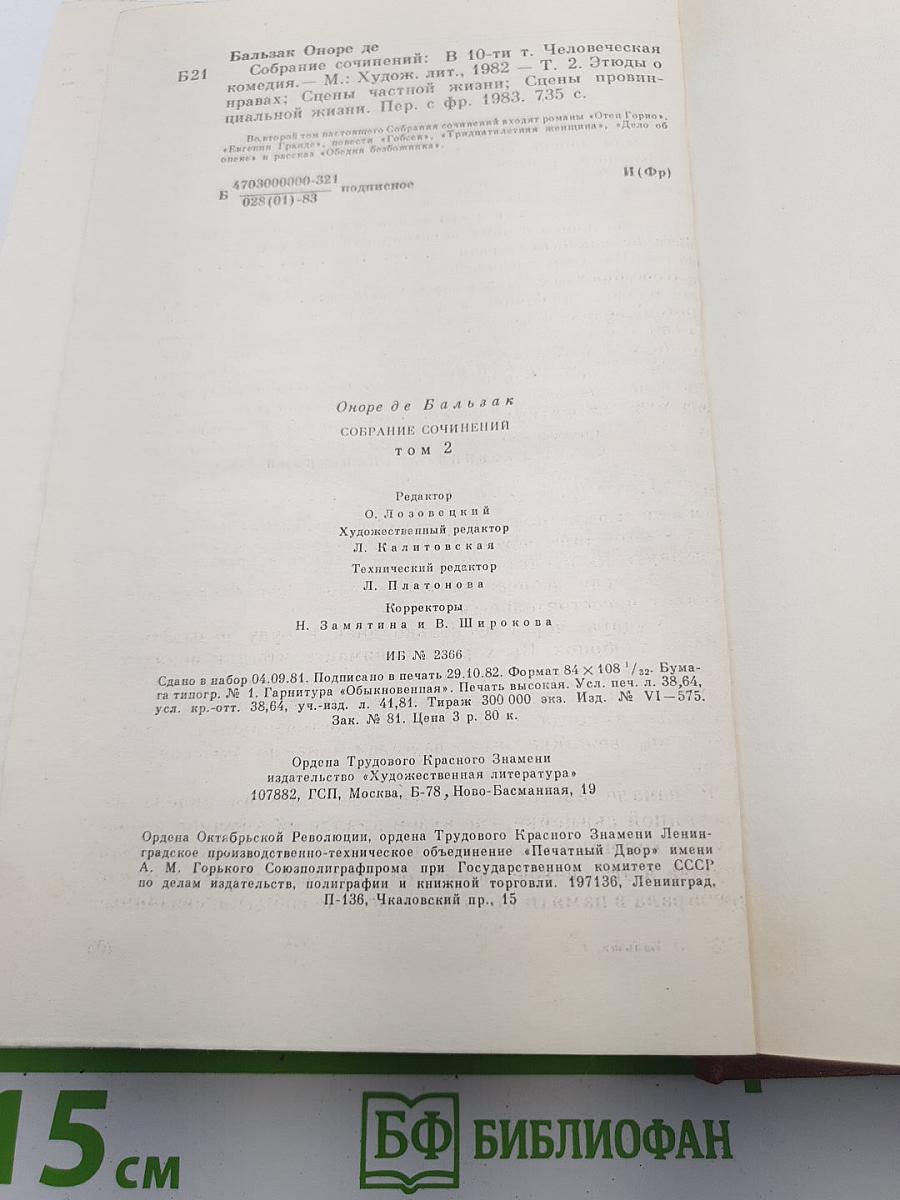 Бальзак Оноре де
Б21 Собрание сочинений: В 10-ти т. Человеческая
комедия. — М.: Худож. лит., 1982 — Т. 2. Этюды о
нравах; Сцены частной жизни; Сцены провин-
циальной жизни. Пер. с фр. 1983. 735 с.
Во второй том настоящего Собрания сочинений входят романы «Отец Горио»,
«Евгения Гранде», повести «Гобсек», «Тридцатилетняя женщина», «Дело об
опеке» и рассказ «Обедня безбожника».
Б 4703000000-321
028(01)-83 подписное
И(Фр)
Оноре де Бальзак
СОБРАНИЕ СОЧИНЕНИЙ
ТОМ 2
Редактор
О. Лозовецкий
Художественный редактор
Л. Калитовская
Технический редактор
Л. Платонова
Корректоры
Н. Замятина и В. Широкова
ИБ № 2366
Сдано в набор 04.09.81. Подписано в печать 29.10.82. Формат 84×108 1/32. Бума-
га типогр. № 1. Гарнитура «Обыкновенная». Печать высокая. Усл. печ. л. 38,64,
усл. кр.-отт. 38,64, уч.-изд. л. 41,81. Тираж 300 000 экз. Изд. № VI—575.
Зак. № 81. Цена 3 р. 80 к.
Ордена Трудового Красного Знамени
издательство «Художественная литература»
107882, ГСП, Москва, Б-78, Ново-Басманная, 19
Ордена Октябрьской Революции, ордена Трудового Красного Знамени Ленин-
градское производственно-техническое объединение «Печатный Двор» имени
А. М. Горького Союзполиграфпрома при Государственном комитете СССР
по делам издательств, полиграфии и книжной торговли. 197136, Ленинград,
П-136, Чкаловский пр., 15
15 см
БФ БИБЛИОФАН